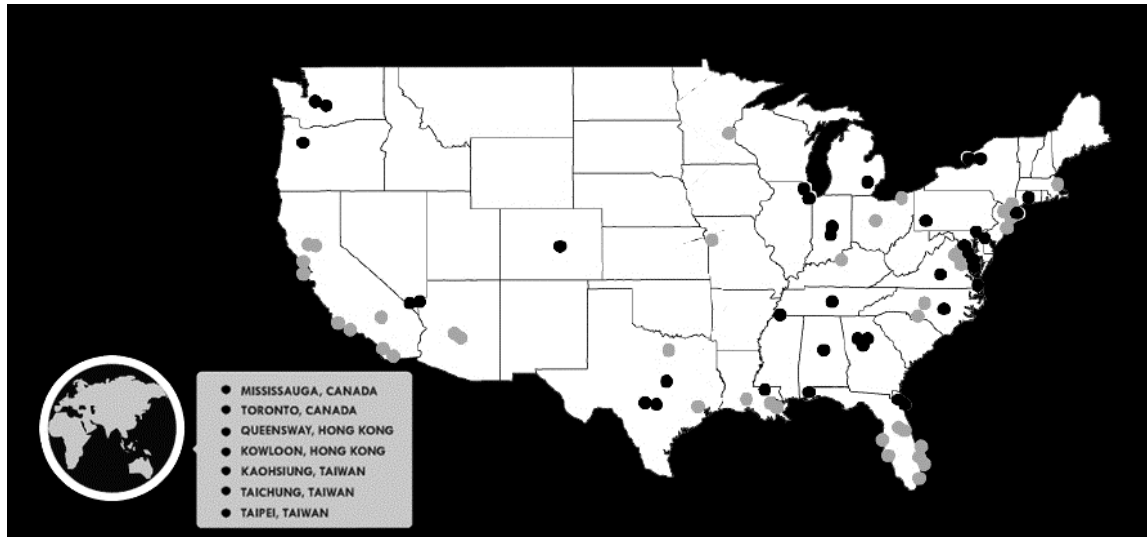 MISSISSAUGA, CANADA
TORONTO, CANADA
QUEENSWAY, HONG KONG
KOWLOON, HONG KONG
KAOHSIUNG, TAIWAN
TAICHUNG, TAIWAN
TAIPEI, TAIWAN